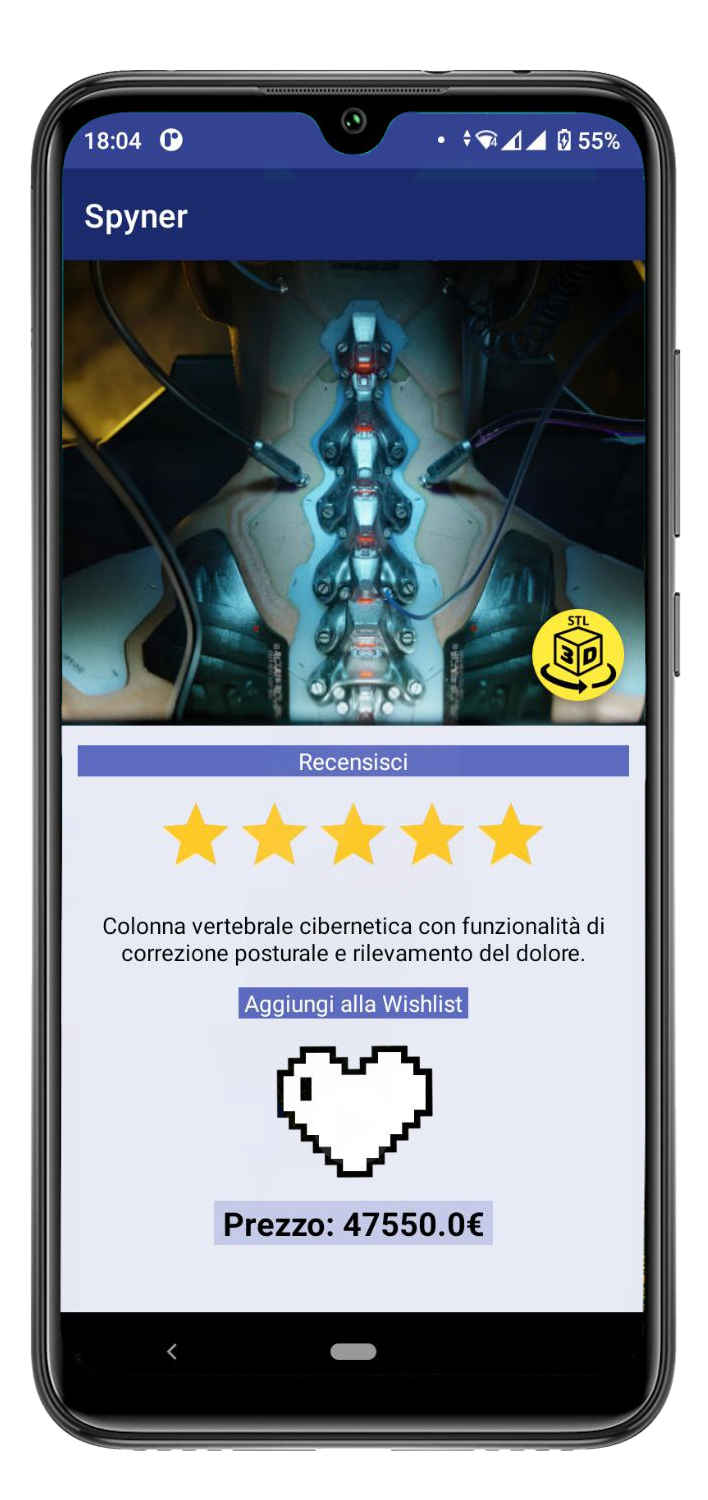 18:04
55%
Spyner
STL
3D
Recensisci
Colonna vertebrale cibernetica con funzionalità di
correzione posturale e rilevamento del dolore.
Aggiungi alla Wishlist
Prezzo: 47550.0€